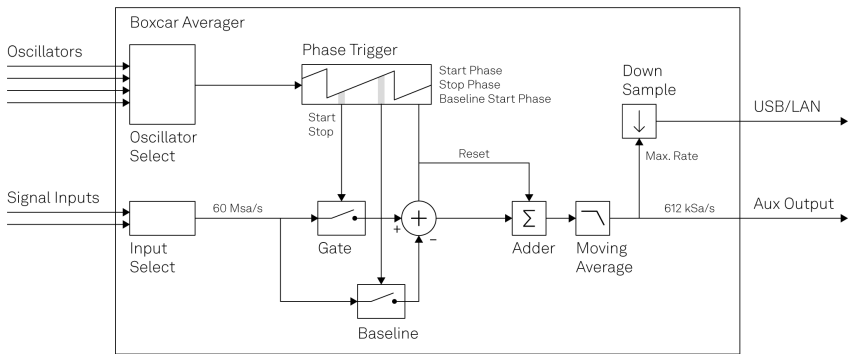 Boxcar Averager
Oscillators
Oscillator
Select
Phase Trigger
Start Phase
Stop Phase
Baseline Start Phase
Start
Stop
Down
Sample
USB/LAN
Reset
Max. Rate
Signal Inputs
60 Msa/s
Input
Select
Gate
+
+
−
Σ
Adder
Moving
Average
612 kSa/s
Aux Output
Baseline